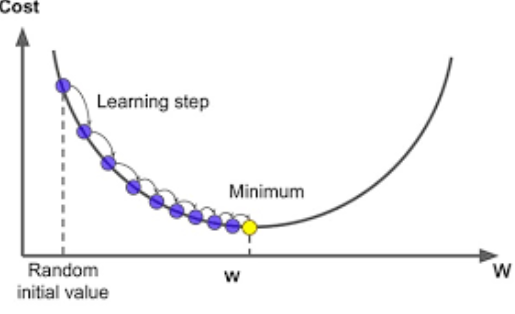 Cost
Learning step
Minimum
Random
initial value
w
W